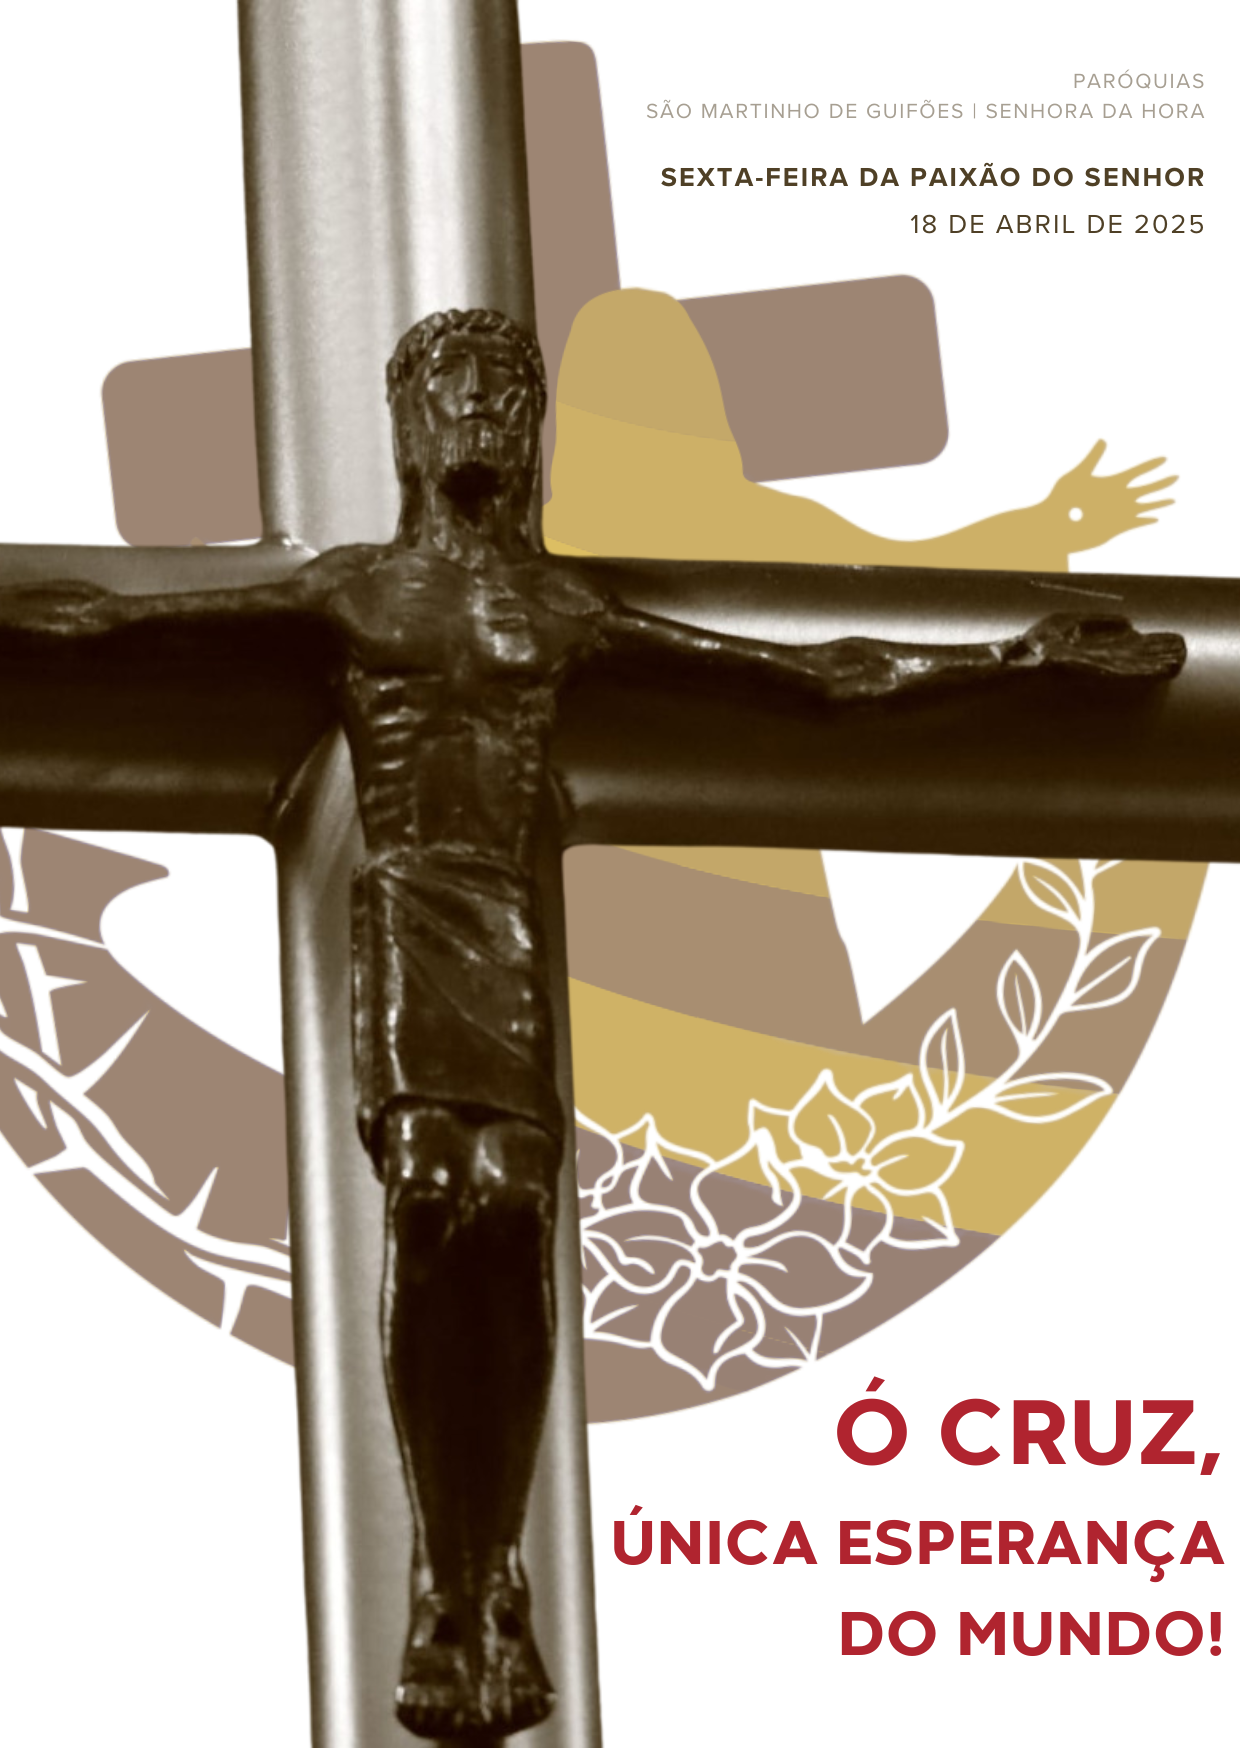 PARÓQUIAS
SÃO MARTINHO DE GUIFÕES | SENHORA DA HORA
SEXTA-FEIRA DA PAIXÃO DO SENHOR
18 DE ABRIL DE 2025
Ó CRUZ,
ÚNICA ESPERANÇA
DO MUNDO!